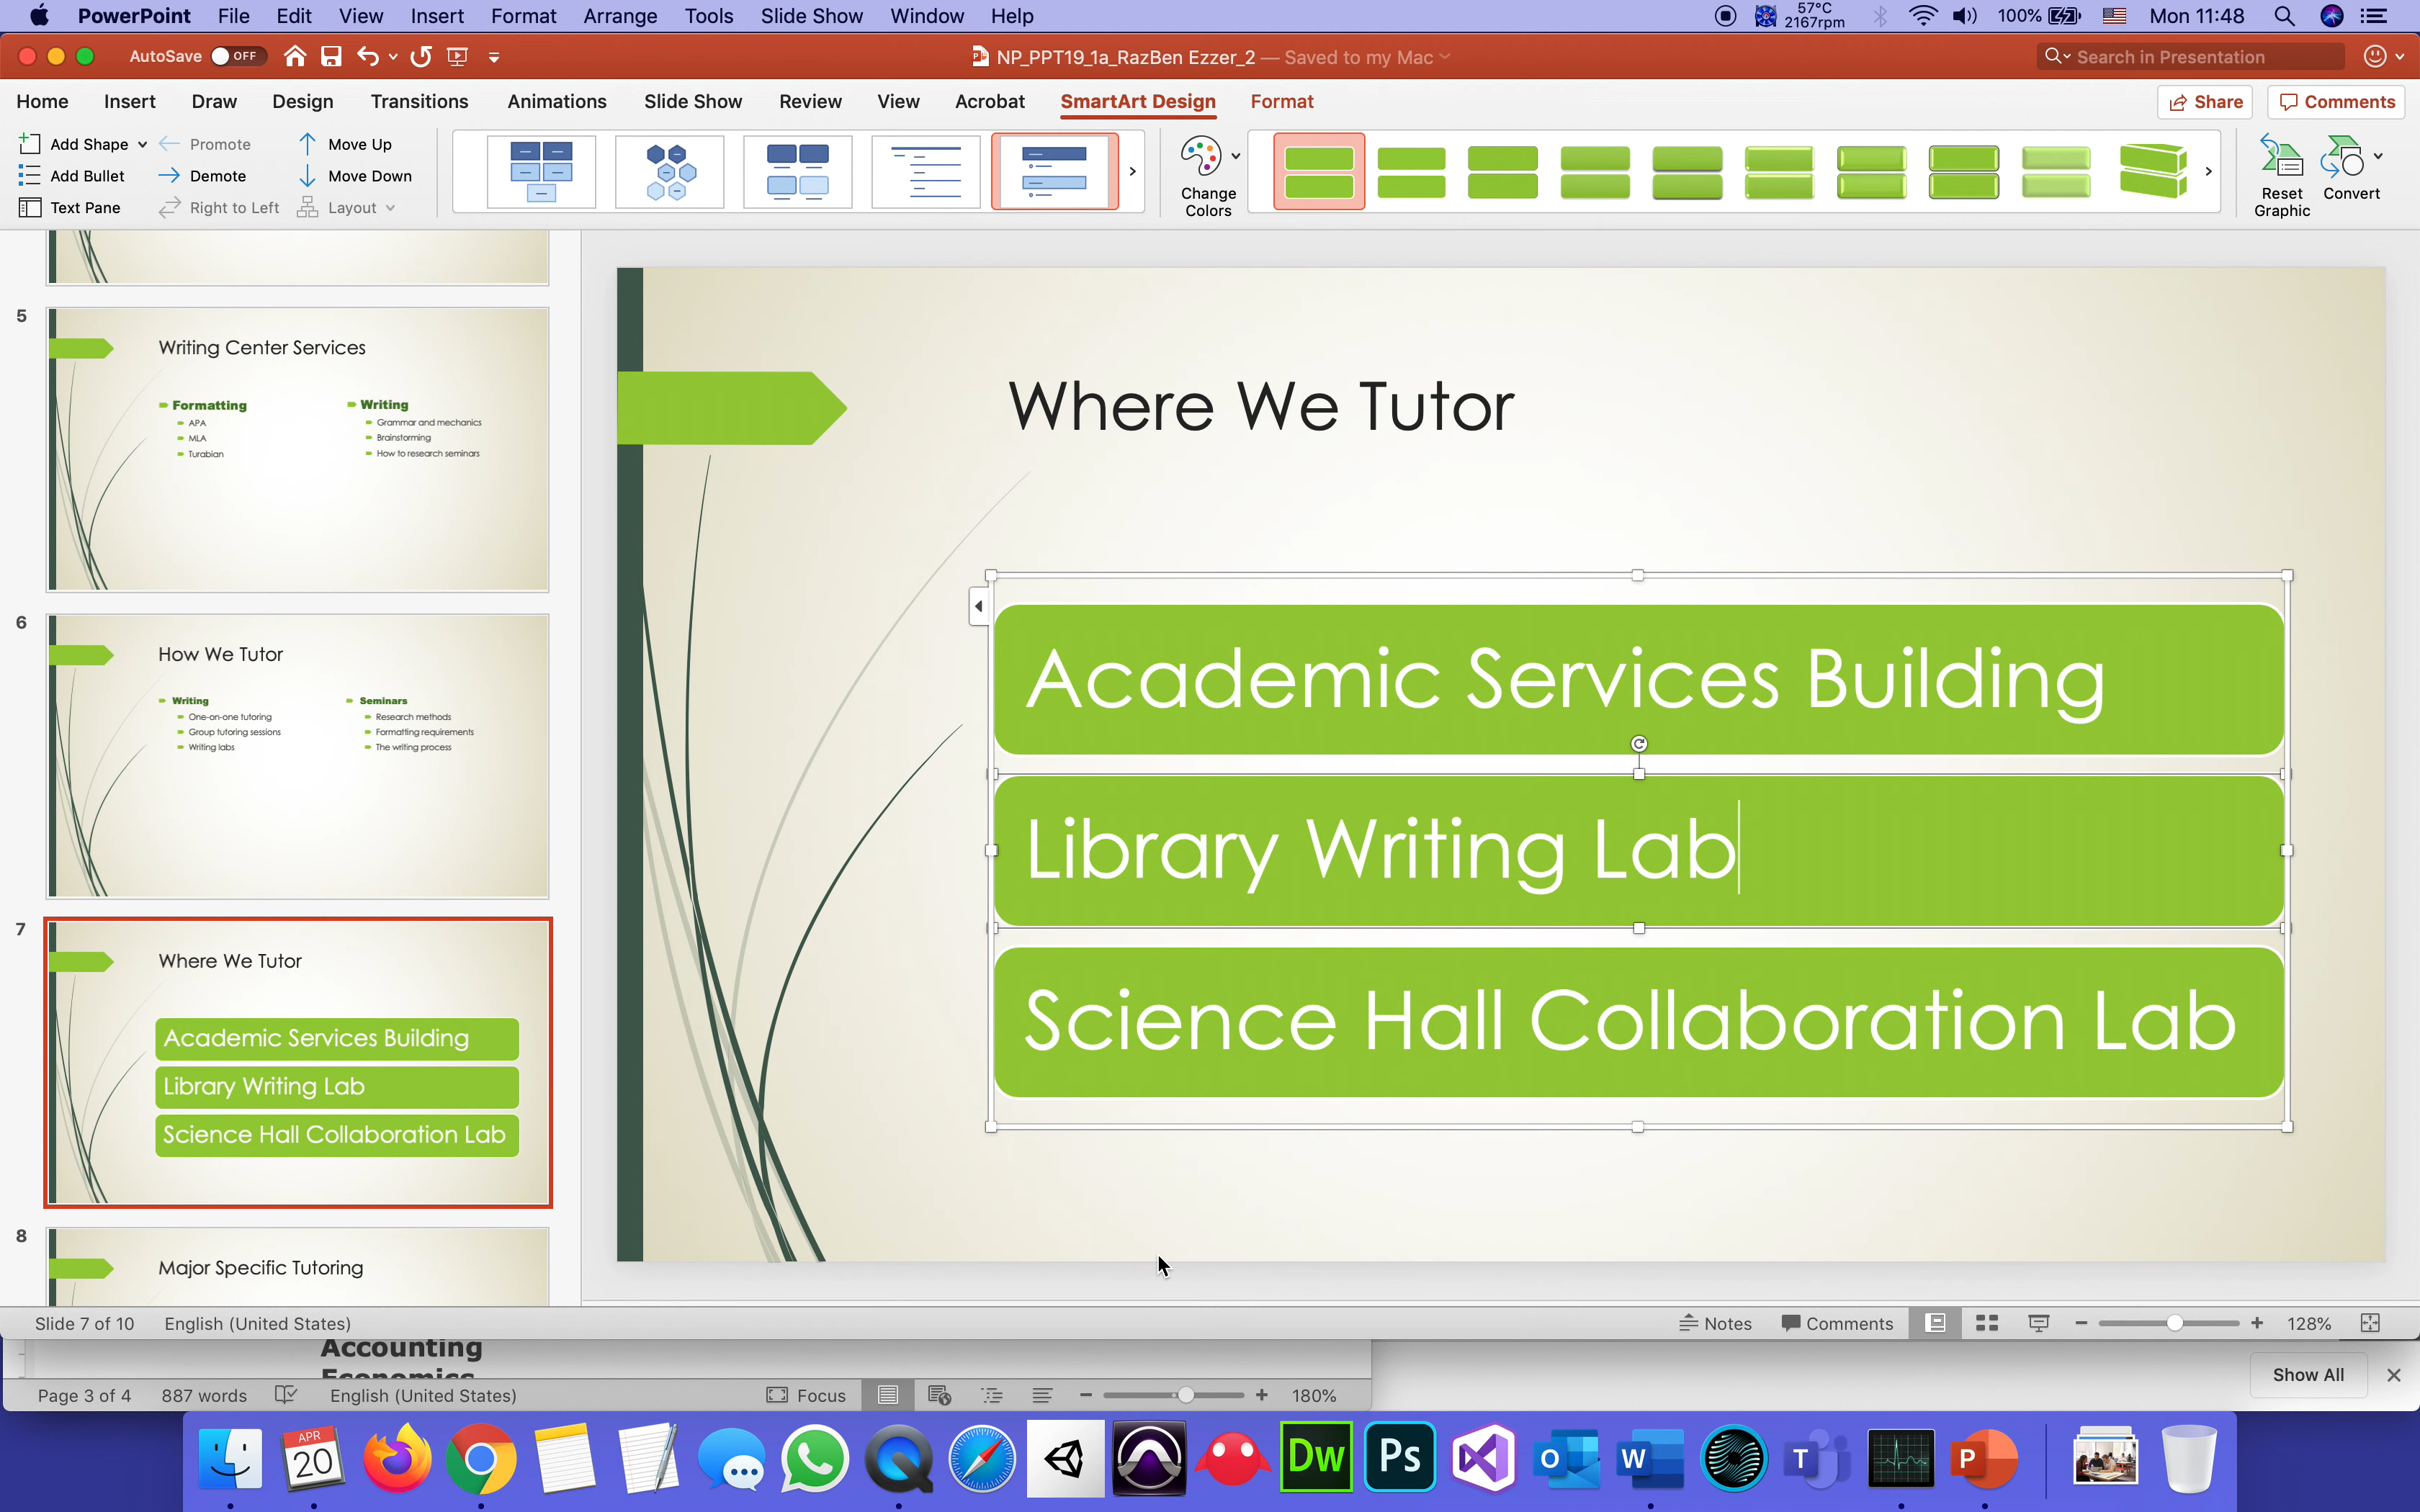 PowerPoint File Edit View Insert Format Arrange Tools Slide Show Window Help 57°C 2167rpm 100% Mon 11:48
AutoSave OFF NP_PPT19_1a_RazBen Ezzer_2 — Saved to my Mac Search in Presentation
Home Insert Draw Design Transitions Animations Slide Show Review View Acrobat SmartArt Design Format Share Comments
Add Shape Promote Move Up
Add Bullet Demote Move Down
Text Pane Right to Left Layout
Change Colors
Reset Graphic
Convert
5
Writing Center Services
Formatting
APA
MLA
Turabian
Writing
Grammar and mechanics
Brainstorming
How to research seminars
6
How We Tutor
Writing
One-on-one tutoring
Group tutoring sessions
Writing labs
Seminars
Research methods
Formatting requirements
The writing process
7
Where We Tutor
Academic Services Building
Library Writing Lab
Science Hall Collaboration Lab
8
Major Specific Tutoring
Where We Tutor
Academic Services Building
Library Writing Lab
Science Hall Collaboration Lab
Slide 7 of 10 English (United States) Notes Comments 128%
Accounting
Economics
Show All
Page 3 of 4 887 words English (United States) Focus 180%
APR
20
Dw
Ps
O
W
T
P